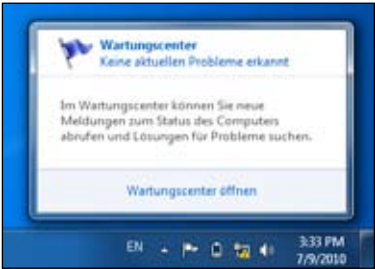 Wartungscenter
Keine aktuellen Probleme erkannt
Im Wartungscenter können Sie neue
Meldungen zum Status des Computers
abrufen und Lösungen für Probleme suchen.
Wartungscenter öffnen
EN
3:33 PM
7/9/2010